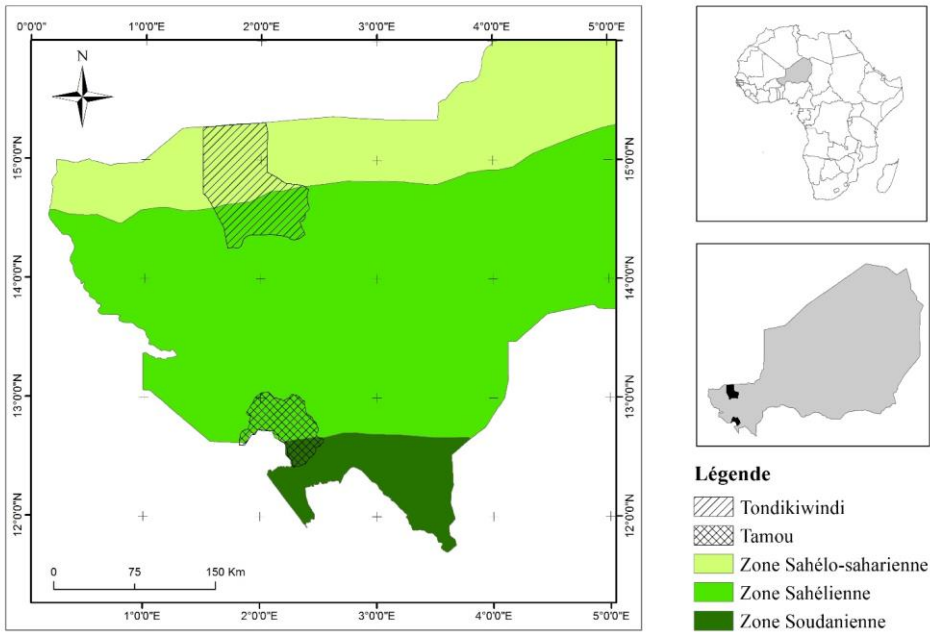 0°0'0" 1°0'0"E 2°0'0"E 3°0'0"E 4°0'0"E 5°0'0"E
N
15°0'0"N 15°0'0"N
14°0'0"N 14°0'0"N
13°0'0"N 13°0'0"N
12°0'0"N 12°0'0"N
0 75 150 Km
1°0'0"E 2°0'0"E 3°0'0"E 4°0'0"E 5°0'0"E
Légende
Tondikiwindi
Tamou
Zone Sahélo-saharienne
Zone Sahélienne
Zone Soudanienne